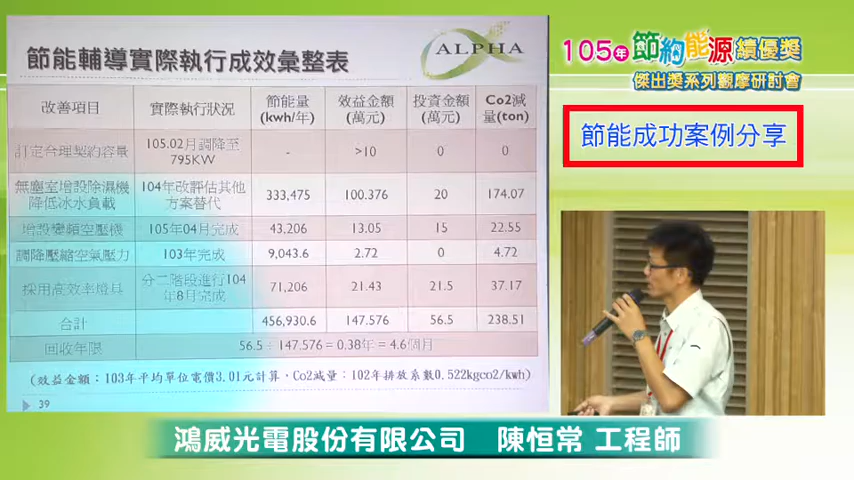 節能輔導實際執行成效彙整表
ALPHA
改善項目 實際執行狀況 節能量(kwh/年) 效益金額(萬元) 投資金額(萬元) Co2減量(ton)
訂定合理契約容量 105.02月調降至795KW - >10 0 0
無塵室增設除濕機降低冰水負載 104年改評估其他方案替代 333,475 100.376 20 174.07
增設變頻空壓機 105年04月完成 43,206 13.05 15 22.55
調降壓縮空氣壓力 103年完成 9,043.6 2.72 0 4.72
採用高效率燈具 分二階段進行104年8月完成 71,206 21.43 21.5 37.17
合計 456,930.6 147.576 56.5 238.51
回收年限 56.5÷147.576 = 0.38年 = 4.6個月
(效益金額：103年平均單位電價3.01元計算，Co2減量：102年排放系數0.522kgco2/kwh)
39
105年節約能源績優獎
傑出獎系列觀摩研討會
節能成功案例分享
鴻威光電股份有限公司 陳恒常 工程師